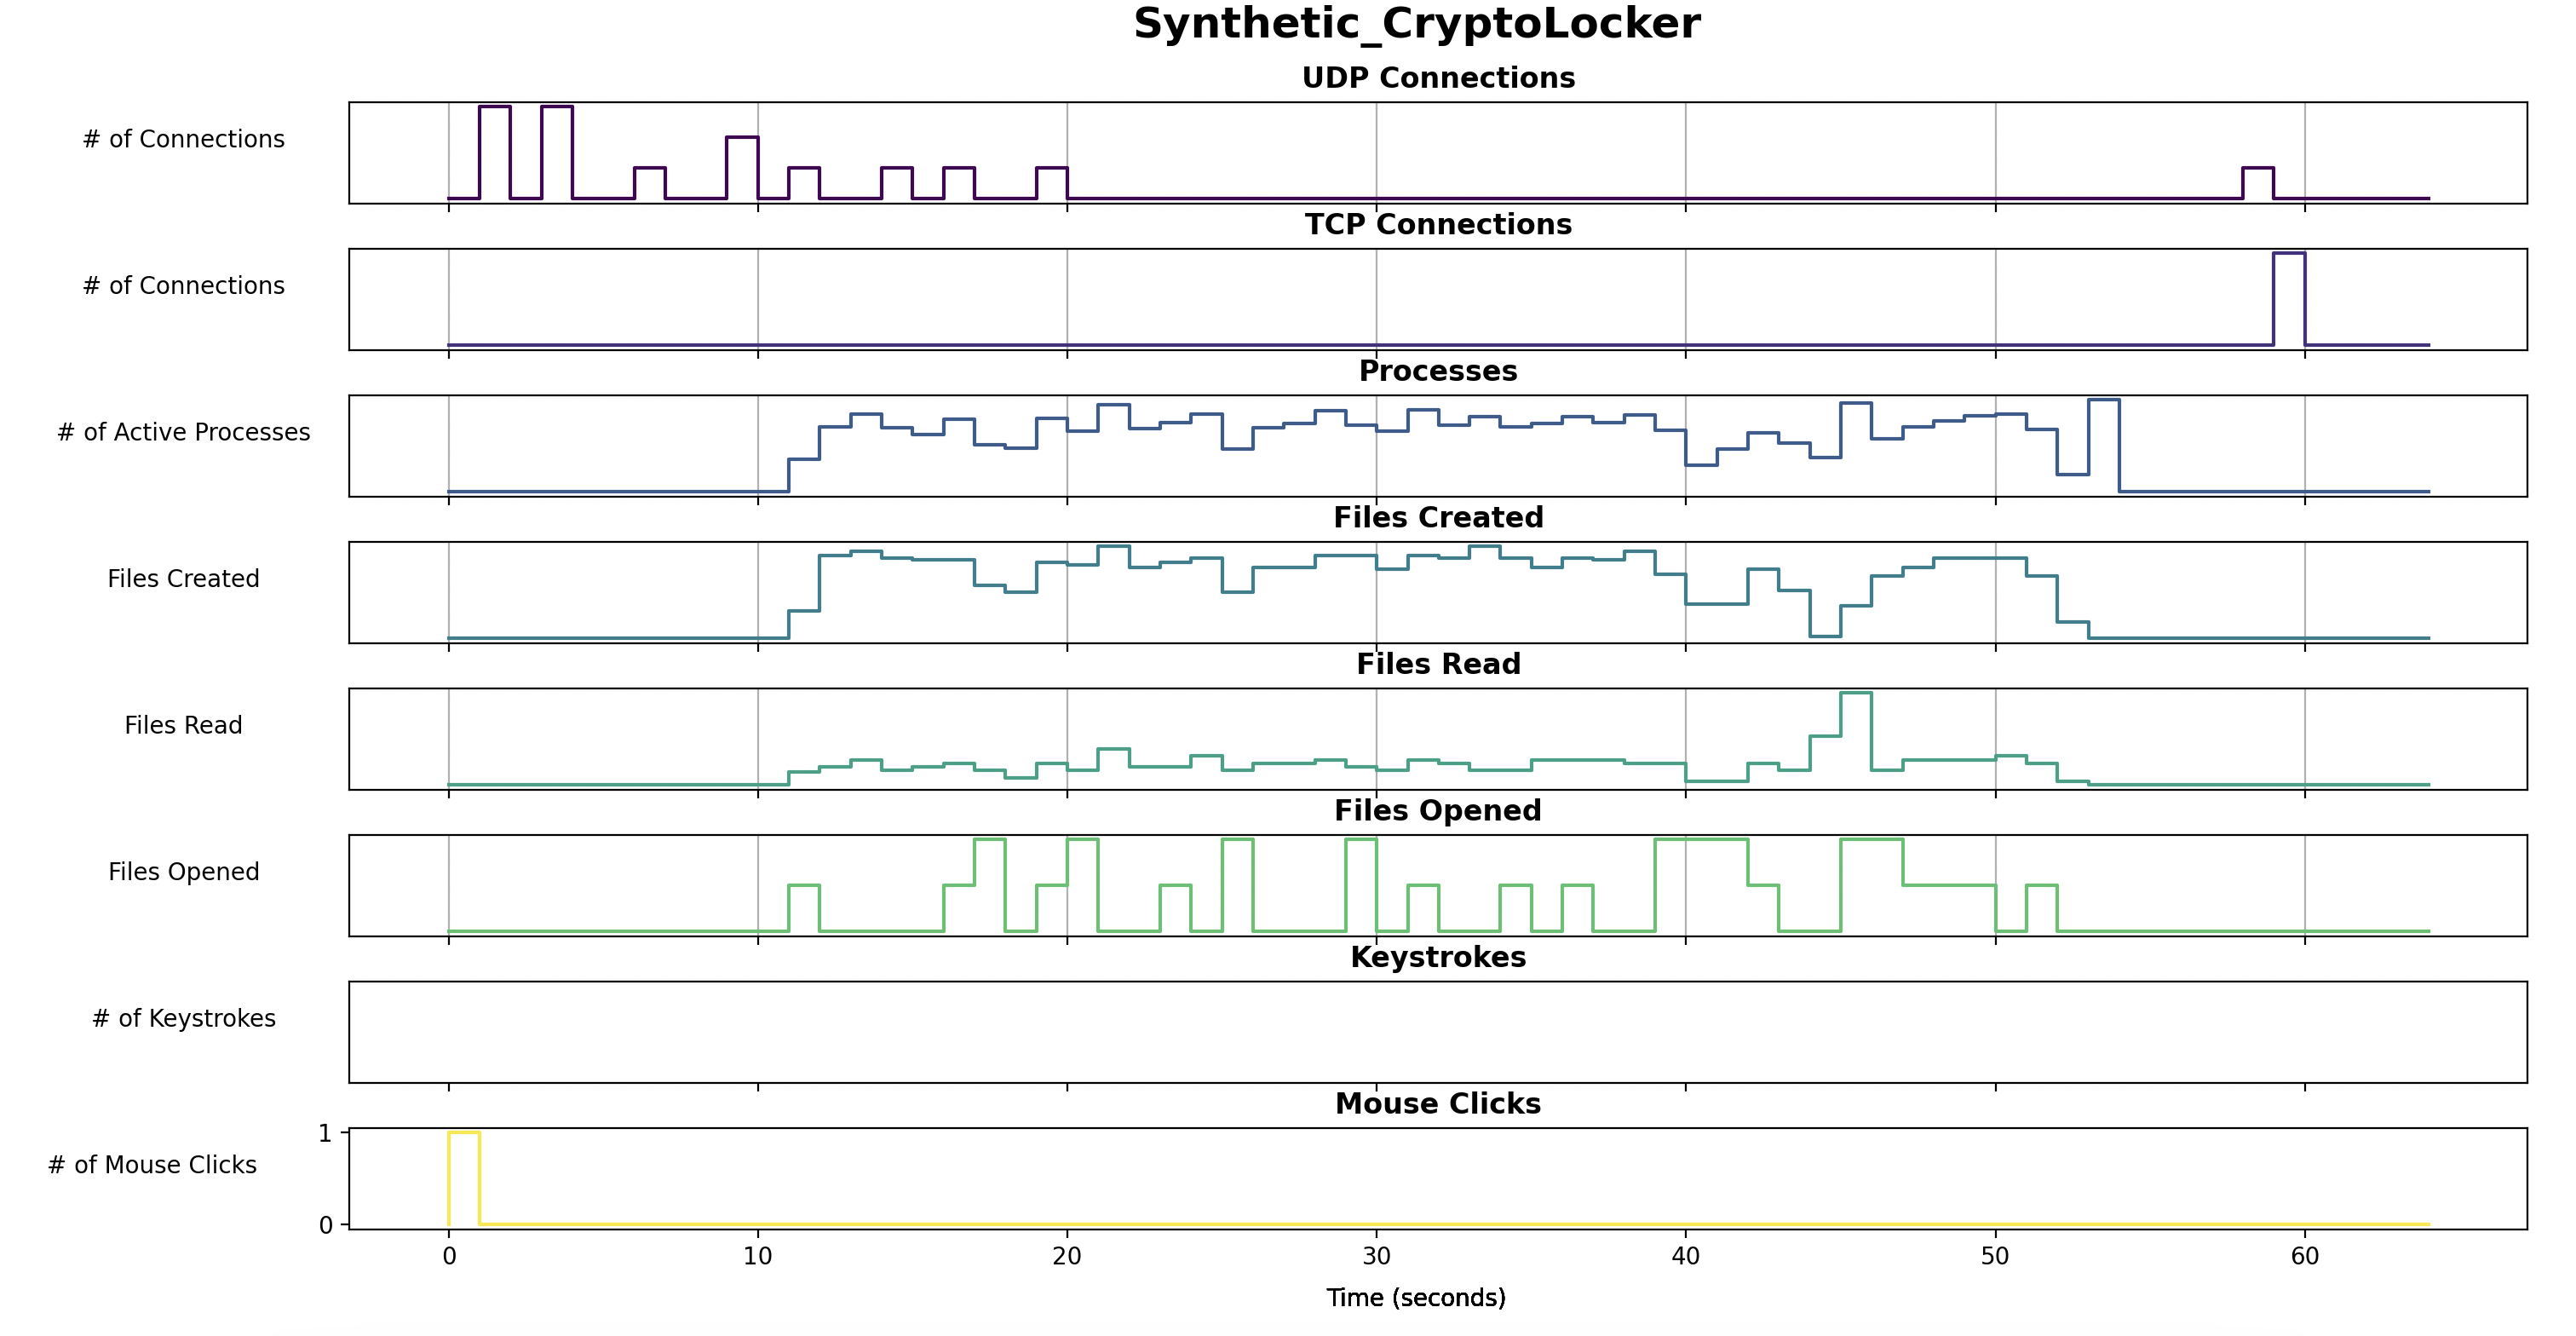 Synthetic_CryptoLocker
UDP Connections
# of Connections
TCP Connections
# of Connections
Processes
# of Active Processes
Files Created
Files Created
Files Read
Files Read
Files Opened
Files Opened
Keystrokes
# of Keystrokes
Mouse Clicks
1
# of Mouse Clicks
0
0 10 20 30 40 50 60
Time (seconds)